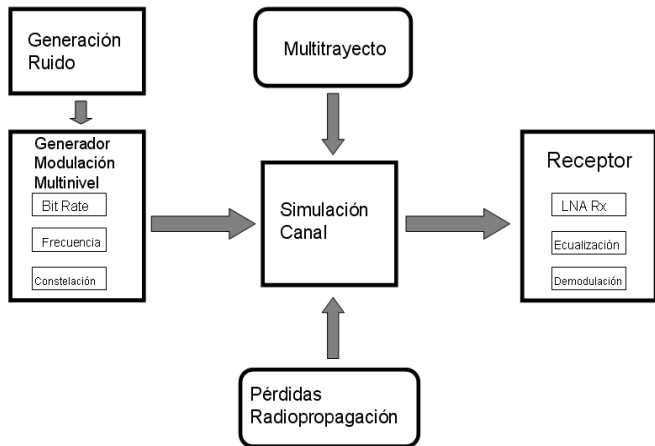 Generación
Ruido
Multitrayecto
Generador
Modulación
Multinivel
Bit Rate
Frecuencia
Constelación
Simulación
Canal
Receptor
LNA Rx
Ecualización
Demodulación
Pérdidas
Radiopropagación